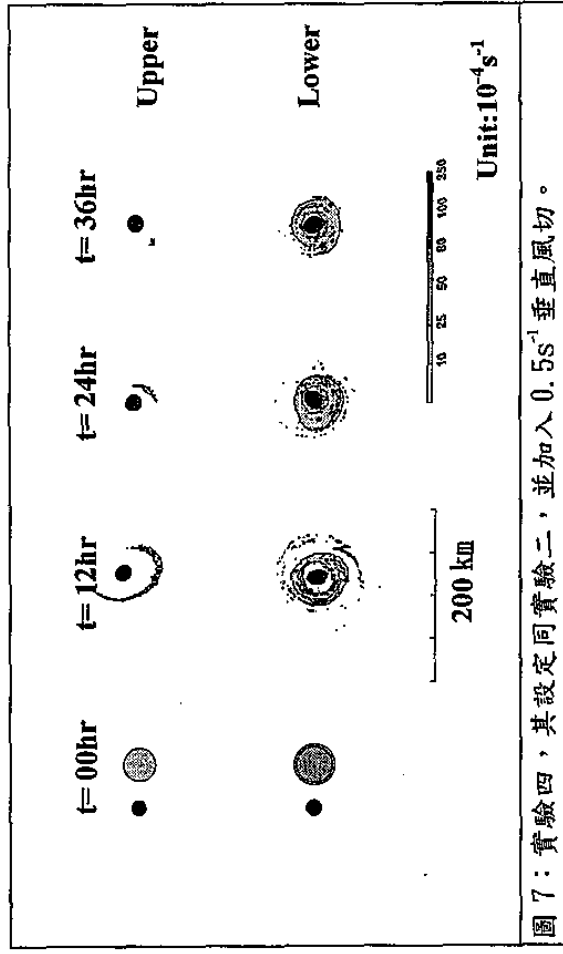 t= 00hr
t= 12hr
t= 24hr
t= 36hr
Upper
Lower
200 km
10 25 50 80 100 250
Unit:10⁻⁴s⁻¹
圖 7：實驗四，其設定同實驗二，並加入 0.5s⁻¹ 垂直風切。